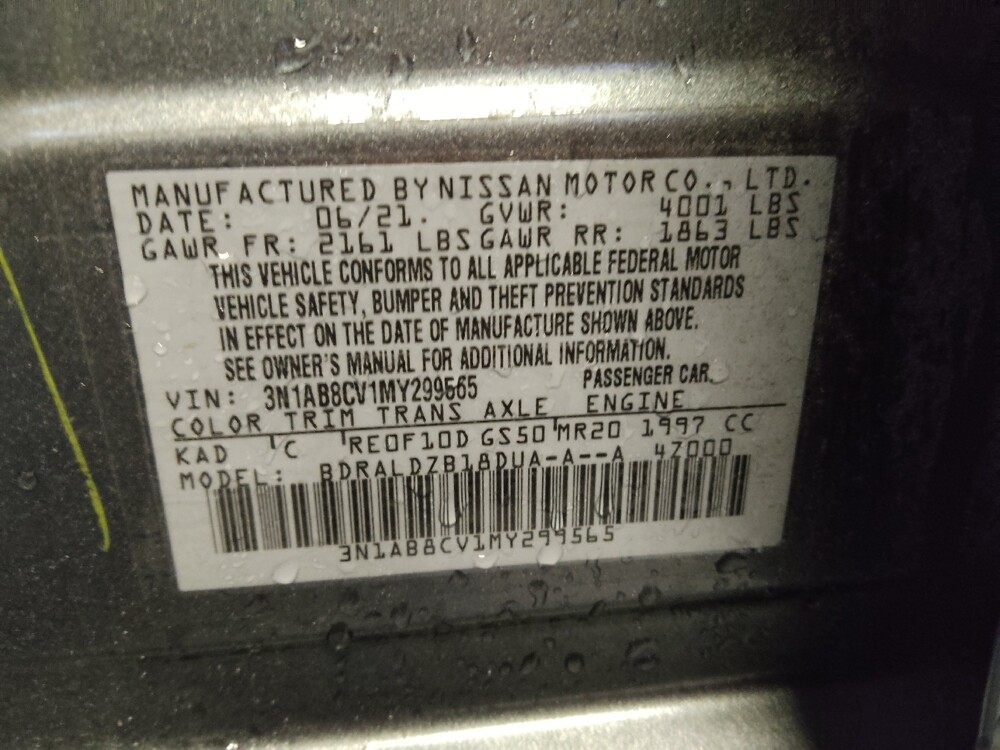 MANUFACTURED BY NISSAN MOTOR CO., LTD.
DATE: 06/21. GVWR: 4001 LBS
GAWR FR: 2161 LBS GAWR RR: 1863 LBS
THIS VEHICLE CONFORMS TO ALL APPLICABLE FEDERAL MOTOR
VEHICLE SAFETY, BUMPER AND THEFT PREVENTION STANDARDS
IN EFFECT ON THE DATE OF MANUFACTURE SHOWN ABOVE.
SEE OWNER'S MANUAL FOR ADDITIONAL INFORMATION.
VIN: 3N1AB8CV1MY299565 PASSENGER CAR.
COLOR TRIM TRANS AXLE ENGINE
KAD C RE0F10D GS50 MR20 1997 CC
MODEL: BDRALDZB18DUA-A--A 4Z000
3N1AB8CV1MY299565